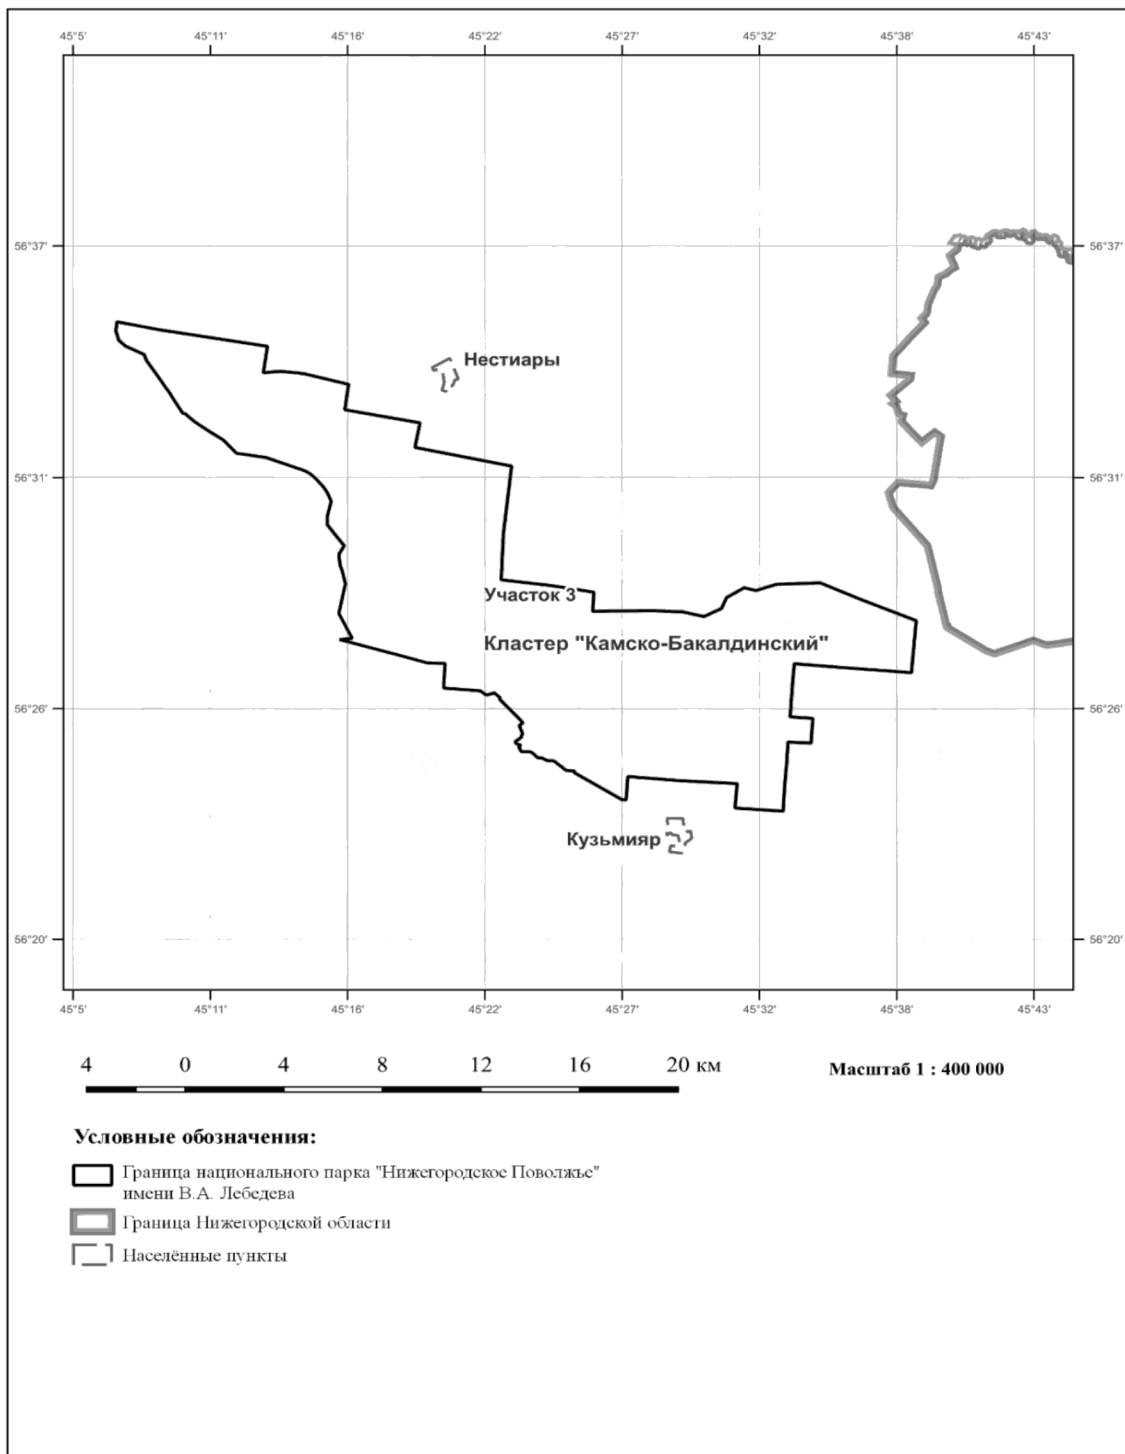 45°5' 45°11' 45°16' 45°22' 45°27' 45°32' 45°38' 45°43'
56°37' 56°37'
Нестиары
56°31' 56°31'
Участок 3
Кластер "Камско-Бакалдинский"
56°26' 56°26'
Кузьмияр
56°20' 56°20'
45°5' 45°11' 45°16' 45°22' 45°27' 45°32' 45°38' 45°43'
4 0 4 8 12 16 20 км
Масштаб 1 : 400 000
Условные обозначения:
Граница национального парка "Нижегородское Поволжье"
имени В.А. Лебедева
Граница Нижегородской области
Населённые пункты